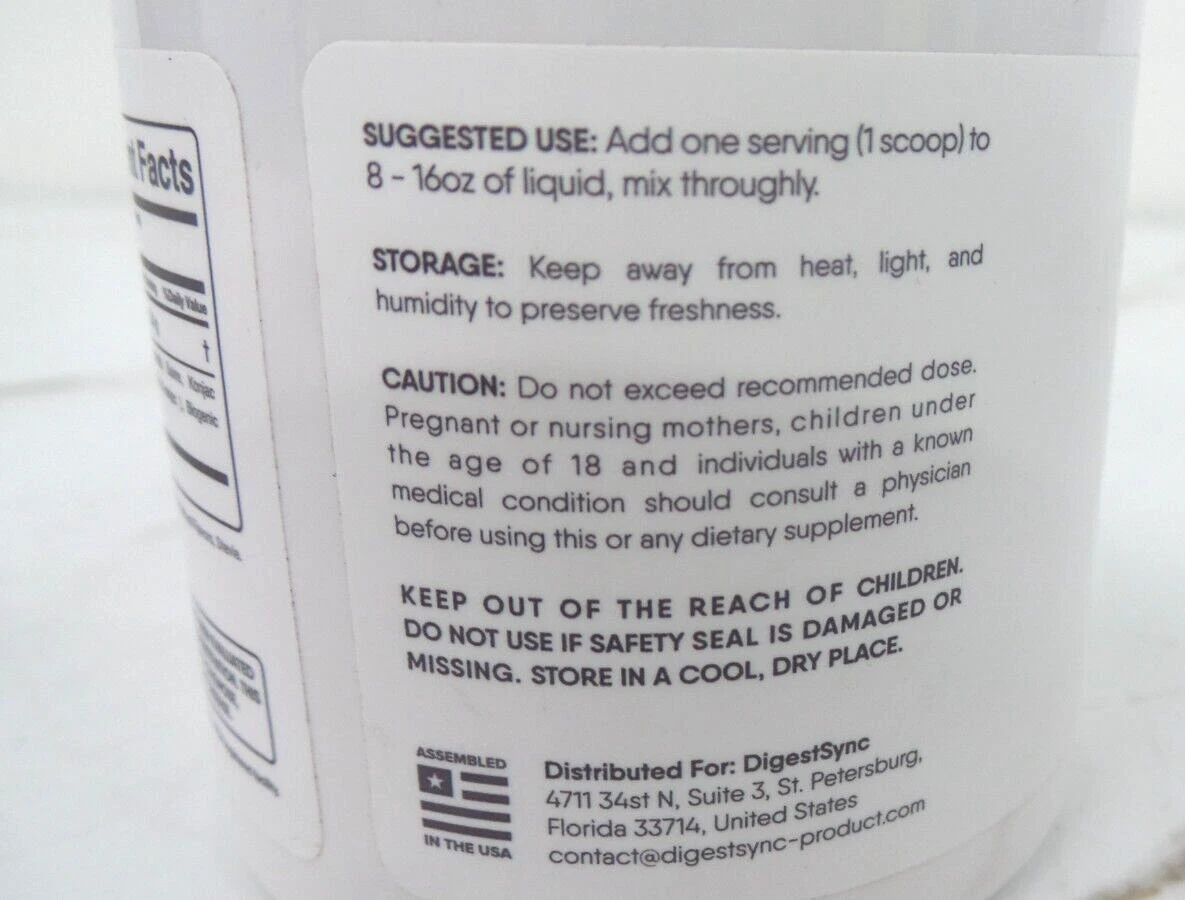 Facts
%Daily Value
†
Konjac
Biogenic
Stevia.
SUGGESTED USE: Add one serving (1 scoop) to
8 - 16oz of liquid, mix throughly.
STORAGE: Keep away from heat, light, and
humidity to preserve freshness.
CAUTION: Do not exceed recommended dose.
Pregnant or nursing mothers, children under
the age of 18 and individuals with a known
medical condition should consult a physician
before using this or any dietary supplement.
KEEP OUT OF THE REACH OF CHILDREN.
DO NOT USE IF SAFETY SEAL IS DAMAGED OR
MISSING. STORE IN A COOL, DRY PLACE.
ASSEMBLED
IN THE USA
Distributed For: DigestSync
4711 34st N, Suite 3, St. Petersburg,
Florida 33714, United States
contact@digestsync-product.com